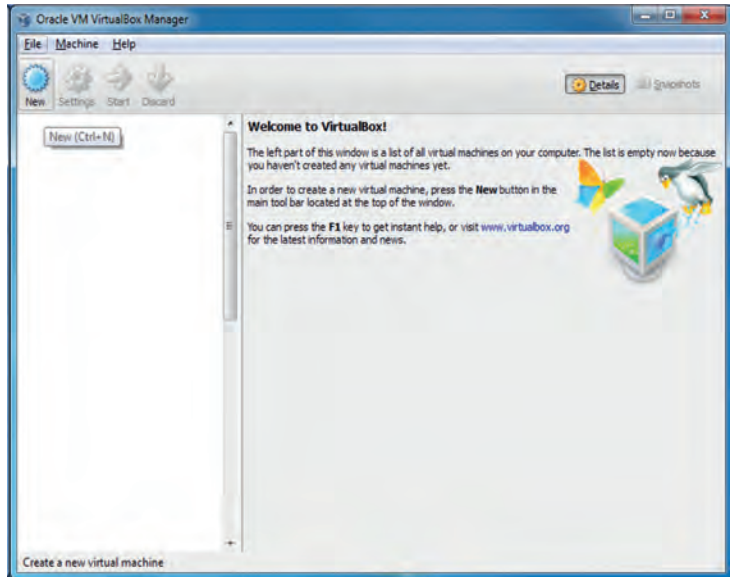 Oracle VM VirtualBox Manager
File Machine Help
New Settings Start Discard
Details Snapshots
New (Ctrl+N)
Welcome to VirtualBox!
The left part of this window is a list of all virtual machines on your computer. The list is empty now because
you haven't created any virtual machines yet.
In order to create a new virtual machine, press the New button in the
main tool bar located at the top of the window.
You can press the F1 key to get instant help, or visit www.virtualbox.org
for the latest information and news.
Create a new virtual machine